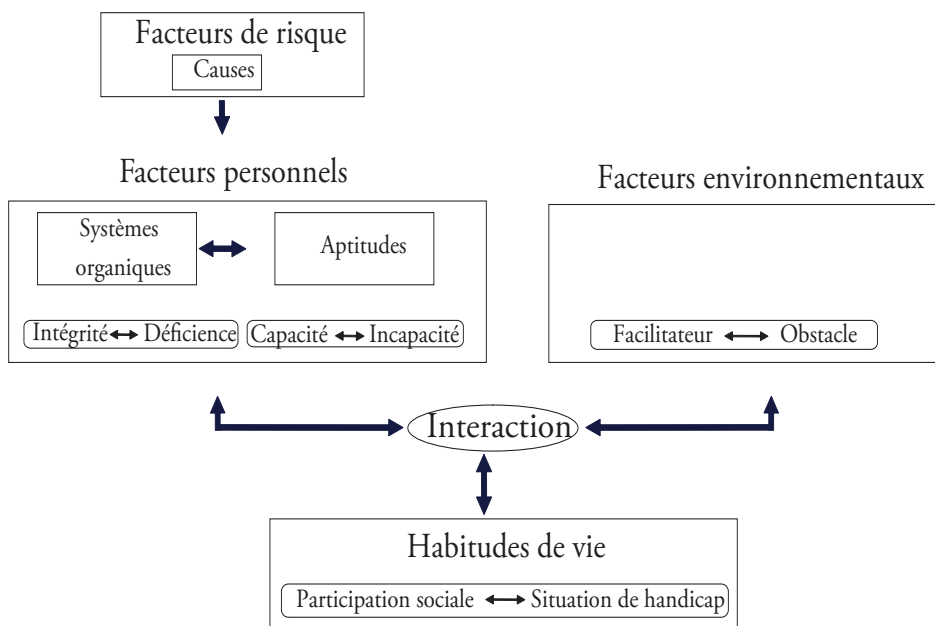 Facteurs de risque
Causes
Facteurs personnels
Facteurs environnementaux
Systèmes
organiques
Aptitudes
Intégrité Déficience
Capacité Incapacité
Facilitateur Obstacle
Interaction
Habitudes de vie
Participation sociale Situation de handicap